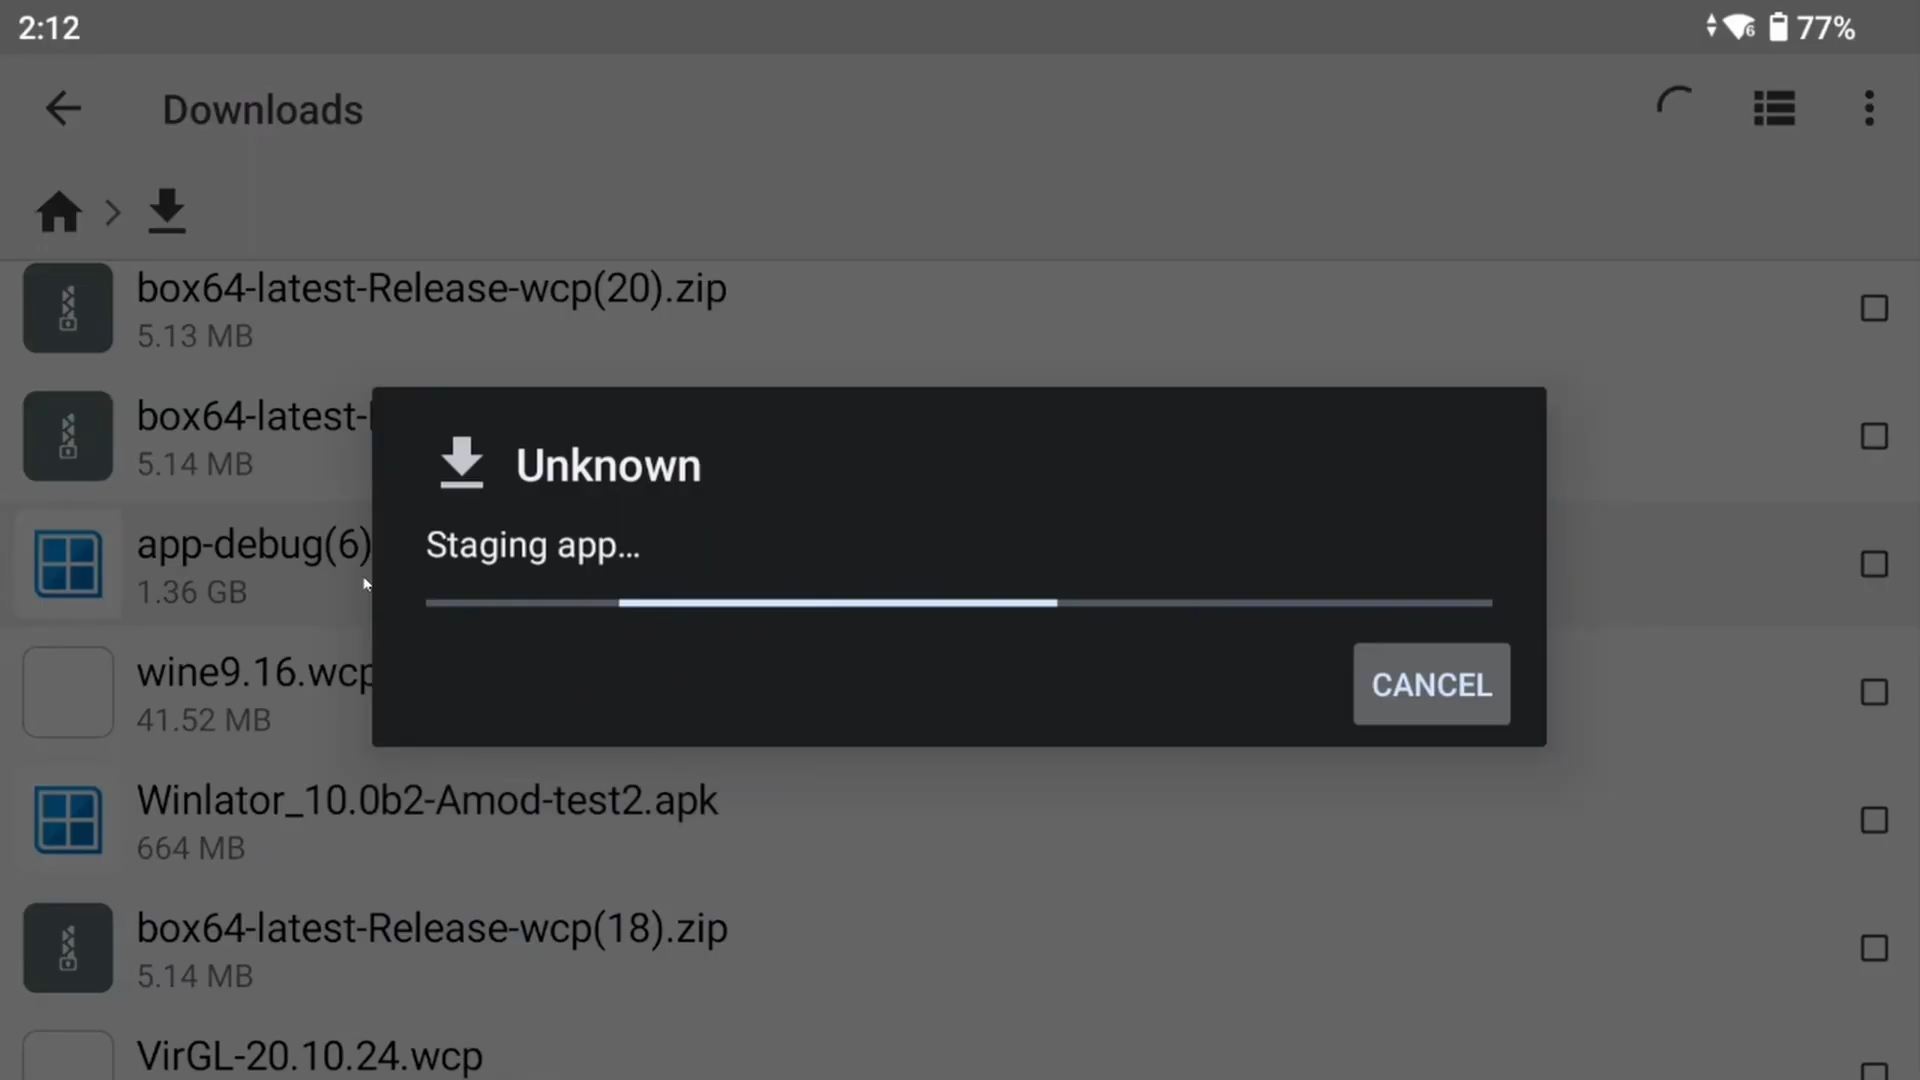 2:12
6
77%
Downloads
box64-latest-Release-wcp(20).zip
5.13 MB
box64-latest-
5.14 MB
app-debug(6)
1.36 GB
Unknown
Staging app...
CANCEL
wine9.16.wcp
41.52 MB
Winlator_10.0b2-Amod-test2.apk
664 MB
box64-latest-Release-wcp(18).zip
5.14 MB
VirGL-20.10.24.wcp